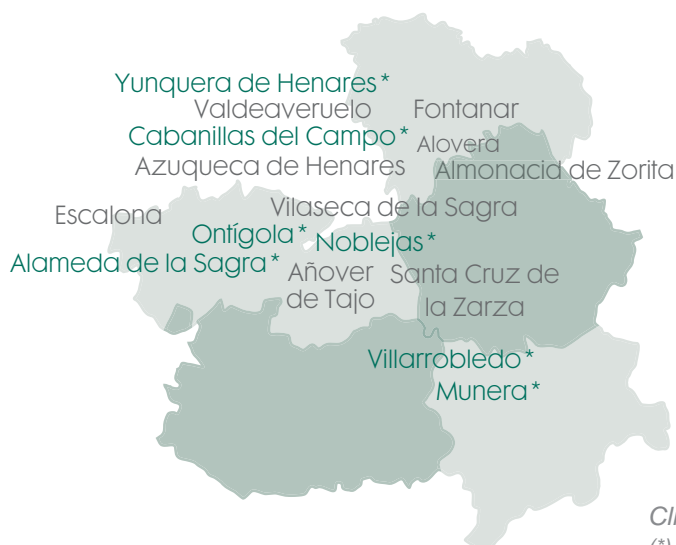 Yunquera de Henares*
Valdeaveruelo
Fontanar
Cabanillas del Campo*
Alovera
Azuqueca de Henares
Almonacid de Zorita
Escalona
Vilaseca de la Sagra
Ontígola*
Noblejas*
Alameda de la Sagra*
Añover
de Tajo
Santa Cruz de
la Zarza
Villarrobledo*
Munera*
(*)